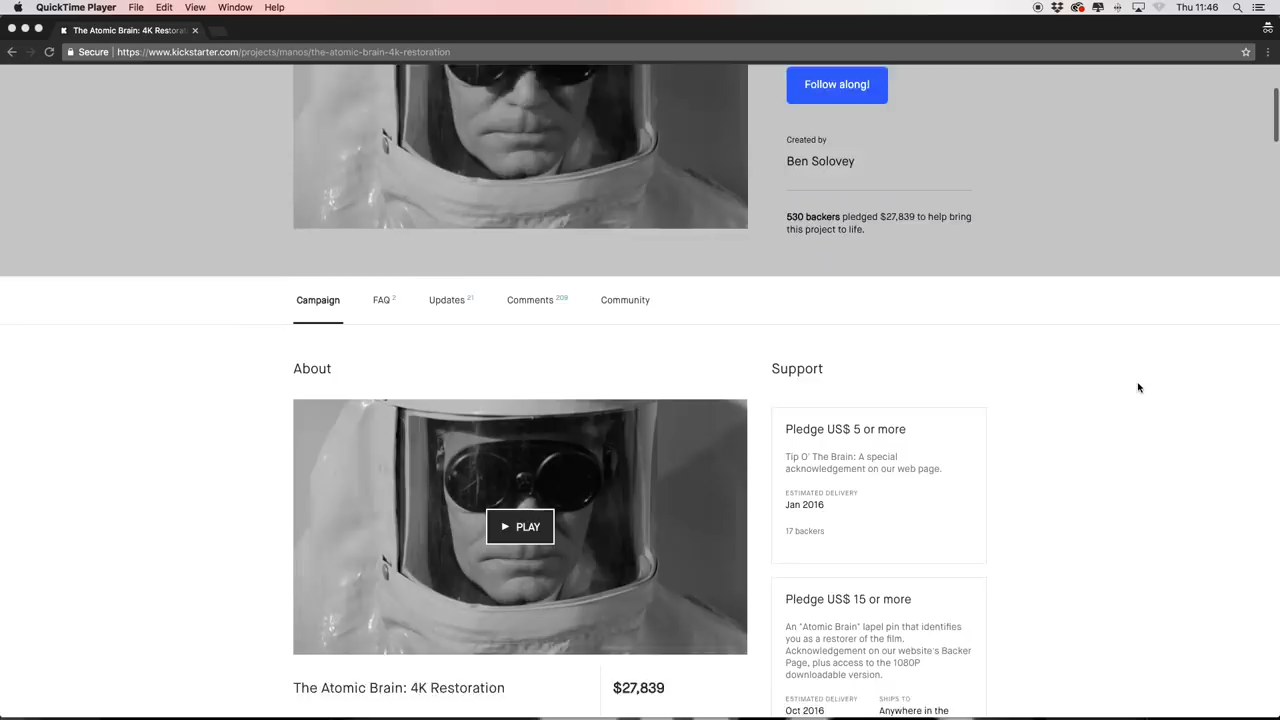 QuickTime Player File Edit View Window Help Thu 11:46
The Atomic Brain: 4K Restorat
Secure https://www.kickstarter.com/projects/manos/the-atomic-brain-4k-restoration
Follow along!
Created by
Ben Solovey
530 backers pledged $27,839 to help bring
this project to life.
Campaign FAQ 2 Updates 21 Comments 209 Community
About
PLAY
The Atomic Brain: 4K Restoration
$27,839
Support
Pledge US$ 5 or more
Tip O' The Brain: A special
acknowledgement on our web page.
ESTIMATED DELIVERY
Jan 2016
17 backers
Pledge US$ 15 or more
An "Atomic Brain" lapel pin that identifies
you as a restorer of the film.
Acknowledgement on our website's Backer
Page, plus access to the 1080P
downloadable version.
ESTIMATED DELIVERY SHIPS TO
Oct 2016 Anywhere in the